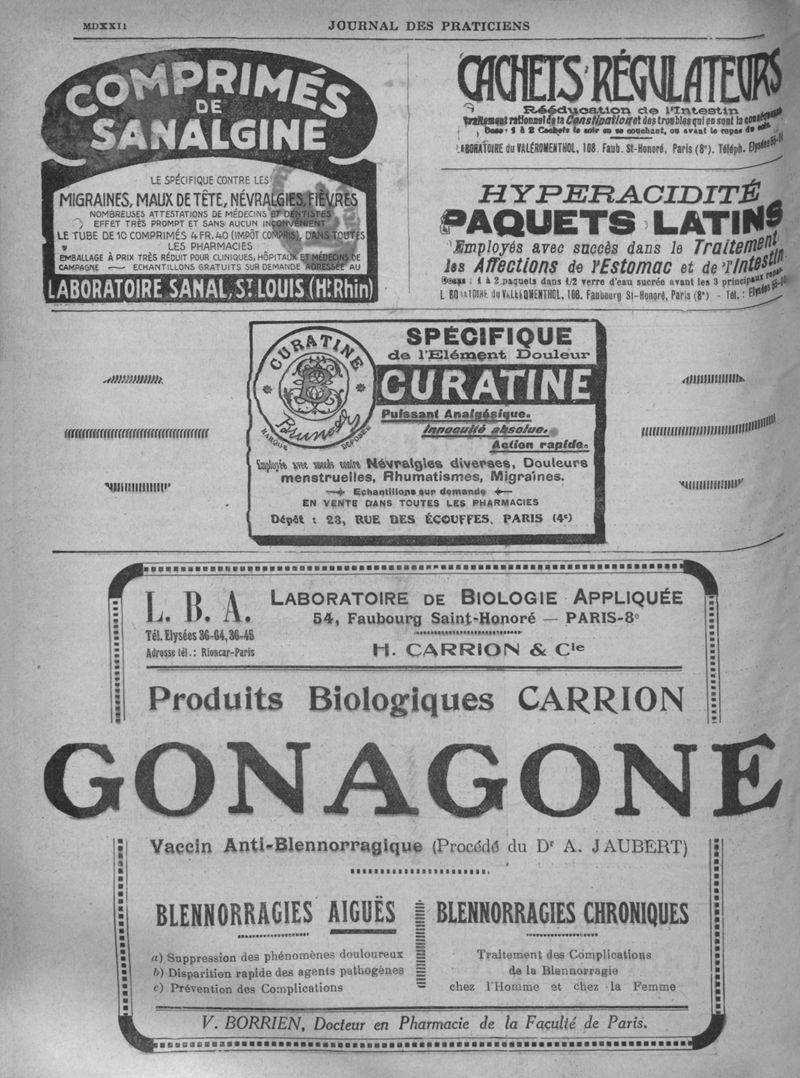 MDXXII
JOURNAL DES PRATICIENS
COMPRIMÉS
DE
SANALGINE
LE SPÉCIFIQUE CONTRE LES
MIGRAINES, MAUX DE TÊTE, NÉVRALGIES, FIÈVRES
NOMBREUSES ATTESTATIONS DE MÉDECINS ET DENTISTES
EFFET TRÈS PROMPT ET SANS AUCUN INCONVÉNIENT
LE TUBE DE 10 COMPRIMÉS 4 FR. 40 (IMPÔT COMPRIS), DANS TOUTES
LES PHARMACIES
EMBALLAGE À PRIX TRÈS RÉDUIT POUR CLINIQUES, HÔPITAUX ET MÉDECINS DE
CAMPAGNE — ECHANTILLONS GRATUITS SUR DEMANDE ADRESSÉE AU
LABORATOIRE SANAL, St LOUIS (Ht Rhin)
CACHETS RÉGULATEURS
Rééducation de l'Intestin
Traitement rationnel de la Constipation et des troubles qui en sont la conséquence
Dose : 1 à 2 Cachets le soir en se couchant, ou avant le repas du soir.
LABORATOIRE du VALÉROMENTHOL, 108, Faub. St-Honoré, Paris (8e). Téléph. Elysées 55-
HYPERACIDITÉ
PAQUETS LATINS
Employés avec succès dans le Traitement
les Affections de l'Estomac et de l'Intestin
Doses : 1 à 2 paquets dans 1/2 verre d'eau sucrée avant les 3 principaux repas
L BORATOIRE du VALÉROMENTHOL, 108, Faubourg St-Honoré, Paris (8e) - Tél. : Elysées 55-
CURATINE
B
Brunot
MARQUE DÉPOSÉE
SPÉCIFIQUE
de l'Elément Douleur
CURATINE
Puissant Analgésique.
Innocuité absolue.
Action rapide.
Employée avec succès contre Névralgies diverses, Douleurs
menstruelles, Rhumatismes, Migraines.
Echantillons sur demande
EN VENTE DANS TOUTES LES PHARMACIES
Dépôt : 23, RUE DES ÉCOUFFES, PARIS (4e)
L. B. A.
Tél. Elysées 36-64, 36-45
Adresse tél. : Rioncar-Paris
LABORATOIRE DE BIOLOGIE APPLIQUÉE
54, Faubourg Saint-Honoré — PARIS-8e
H. CARRION & Cie
Produits Biologiques CARRION
GONAGONE
Vaccin Anti-Blennorragique (Procédé du Dr A. JAUBERT)
BLENNORRAGIES AIGUËS
a) Suppression des phénomènes douloureux
b) Disparition rapide des agents pathogènes
c) Prévention des Complications
BLENNORRAGIES CHRONIQUES
Traitement des Complications
de la Blennorragie
chez l'Homme et chez la Femme
V. BORRIEN, Docteur en Pharmacie de la Faculté de Paris.